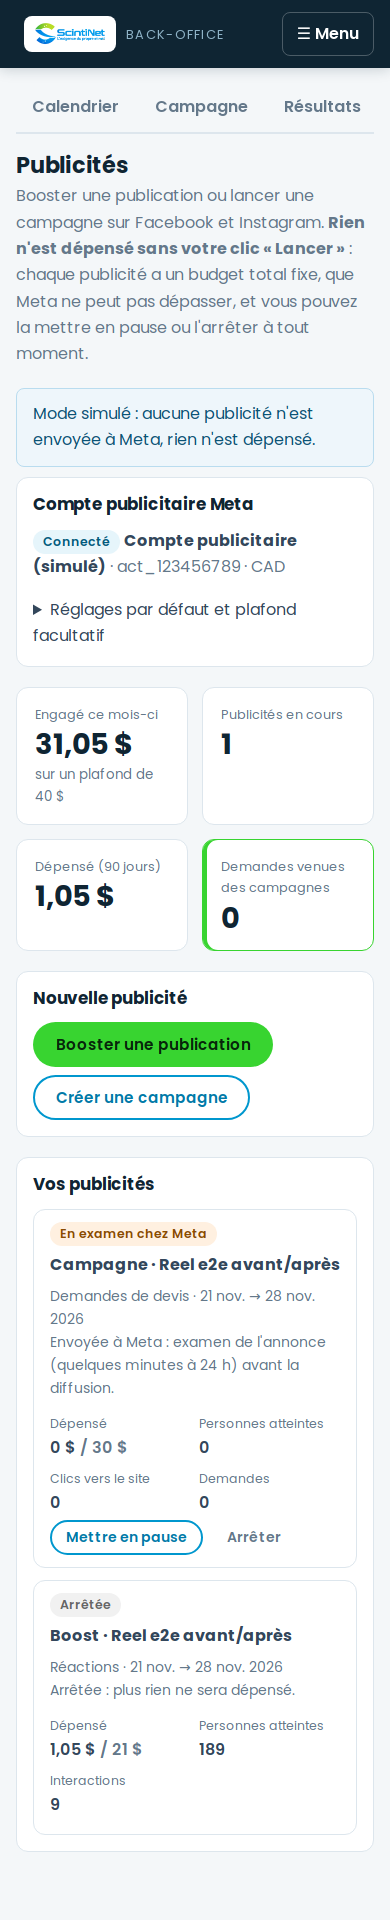 ScintiNet
BACK-OFFICE
☰ Menu
Calendrier
Campagne
Résultats
Publicités
Booster une publication ou lancer une
campagne sur Facebook et Instagram. Rien
n'est dépensé sans votre clic « Lancer » :
chaque publicité a un budget total fixe, que
Meta ne peut pas dépasser, et vous pouvez
la mettre en pause ou l'arrêter à tout
moment.
Mode simulé : aucune publicité n'est
envoyée à Meta, rien n'est dépensé.
Compte publicitaire Meta
Connecté Compte publicitaire
(simulé) · act_123456789 · CAD
▶ Réglages par défaut et plafond
facultatif
Engagé ce mois-ci
31,05 $
sur un plafond de
40 $
Publicités en cours
1
Dépensé (90 jours)
1,05 $
Demandes venues
des campagnes
0
Nouvelle publicité
Booster une publication
Créer une campagne
Vos publicités
En examen chez Meta
Campagne · Reel e2e avant/après
Demandes de devis · 21 nov. → 28 nov.
2026
Envoyée à Meta : examen de l'annonce
(quelques minutes à 24 h) avant la
diffusion.
Dépensé
0 $ / 30 $
Personnes atteintes
0
Clics vers le site
0
Demandes
0
Mettre en pause
Arrêter
Arrêtée
Boost · Reel e2e avant/après
Réactions · 21 nov. → 28 nov. 2026
Arrêtée : plus rien ne sera dépensé.
Dépensé
1,05 $ / 21 $
Personnes atteintes
189
Interactions
9